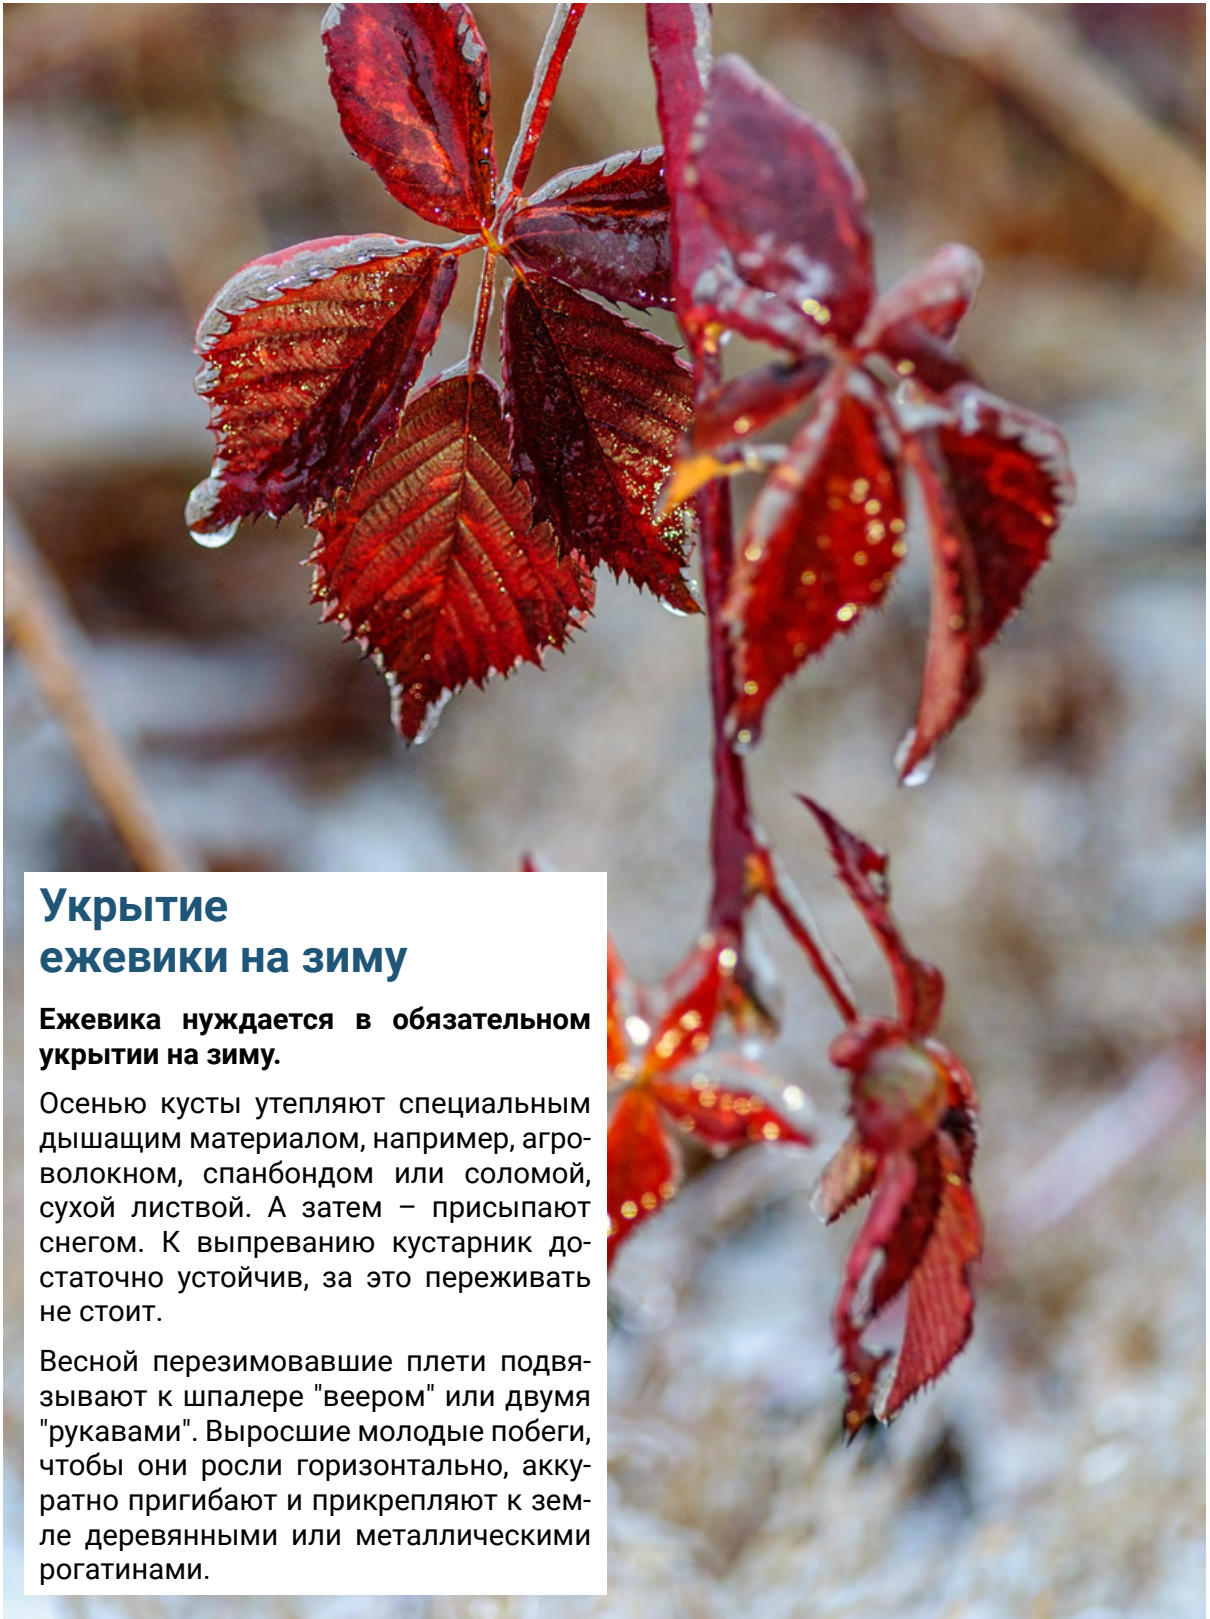 Укрытие
ежевики на зиму
Ежевика нуждается в обязательном
укрытии на зиму.
Осенью кусты утепляют специальным
дышащим материалом, например, агро-
волокном, спанбондом или соломой,
сухой листвой. А затем – присыпают
снегом. К выпреванию кустарник до-
статочно устойчив, за это переживать
не стоит.
Весной перезимовавшие плети подвя-
зывают к шпалере "веером" или двумя
"рукавами". Выросшие молодые побеги,
чтобы они росли горизонтально, акку-
ратно пригибают и прикрепляют к зем-
ле деревянными или металлическими
рогатинами.